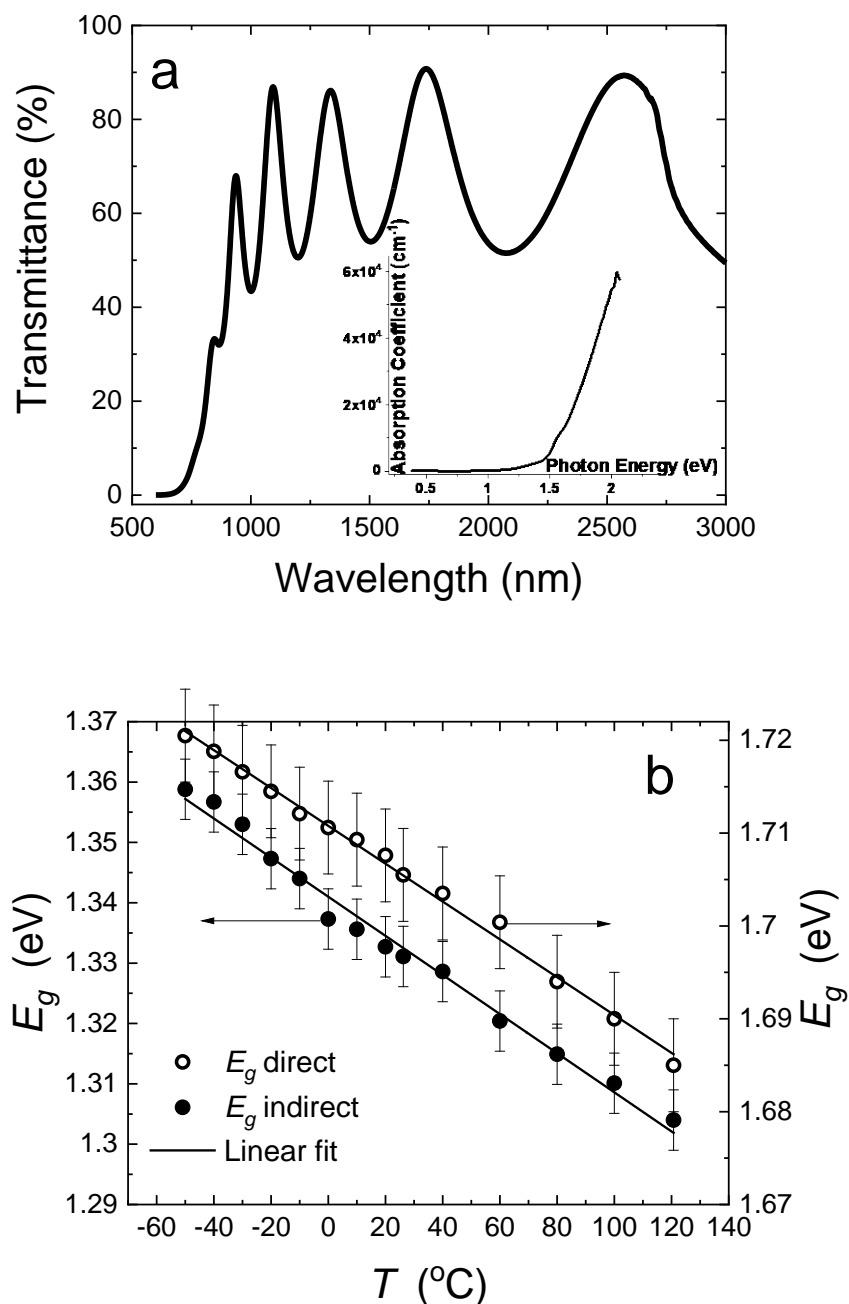 a
Transmittance (%)
100
80
60
40
20
0
500 1000 1500 2000 2500 3000
Wavelength (nm)
Absorption Coefficient (cm⁻¹)
6x10⁴
4x10⁴
2x10⁴
0
0.5 1 1.5 2
Photon Energy (eV)
b
E_g (eV)
1.37
1.36
1.35
1.34
1.33
1.32
1.31
1.3
1.29
E_g direct
E_g indirect
Linear fit
-60 -40 -20 0 20 40 60 80 100 120 140
T (°C)
1.72
1.71
1.7
1.69
1.68
1.67
E_g (eV)